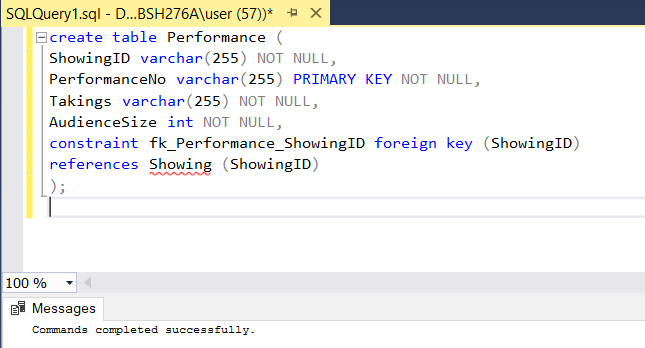 SQLQuery1.sql - D...BSH276A\user (57))*
create table Performance (
ShowingID varchar(255) NOT NULL,
PerformanceNo varchar(255) PRIMARY KEY NOT NULL,
Takings varchar(255) NOT NULL,
AudienceSize int NOT NULL,
constraint fk_Performance_ShowingID foreign key (ShowingID)
references Showing (ShowingID)
);
100 %
Messages
Commands completed successfully.